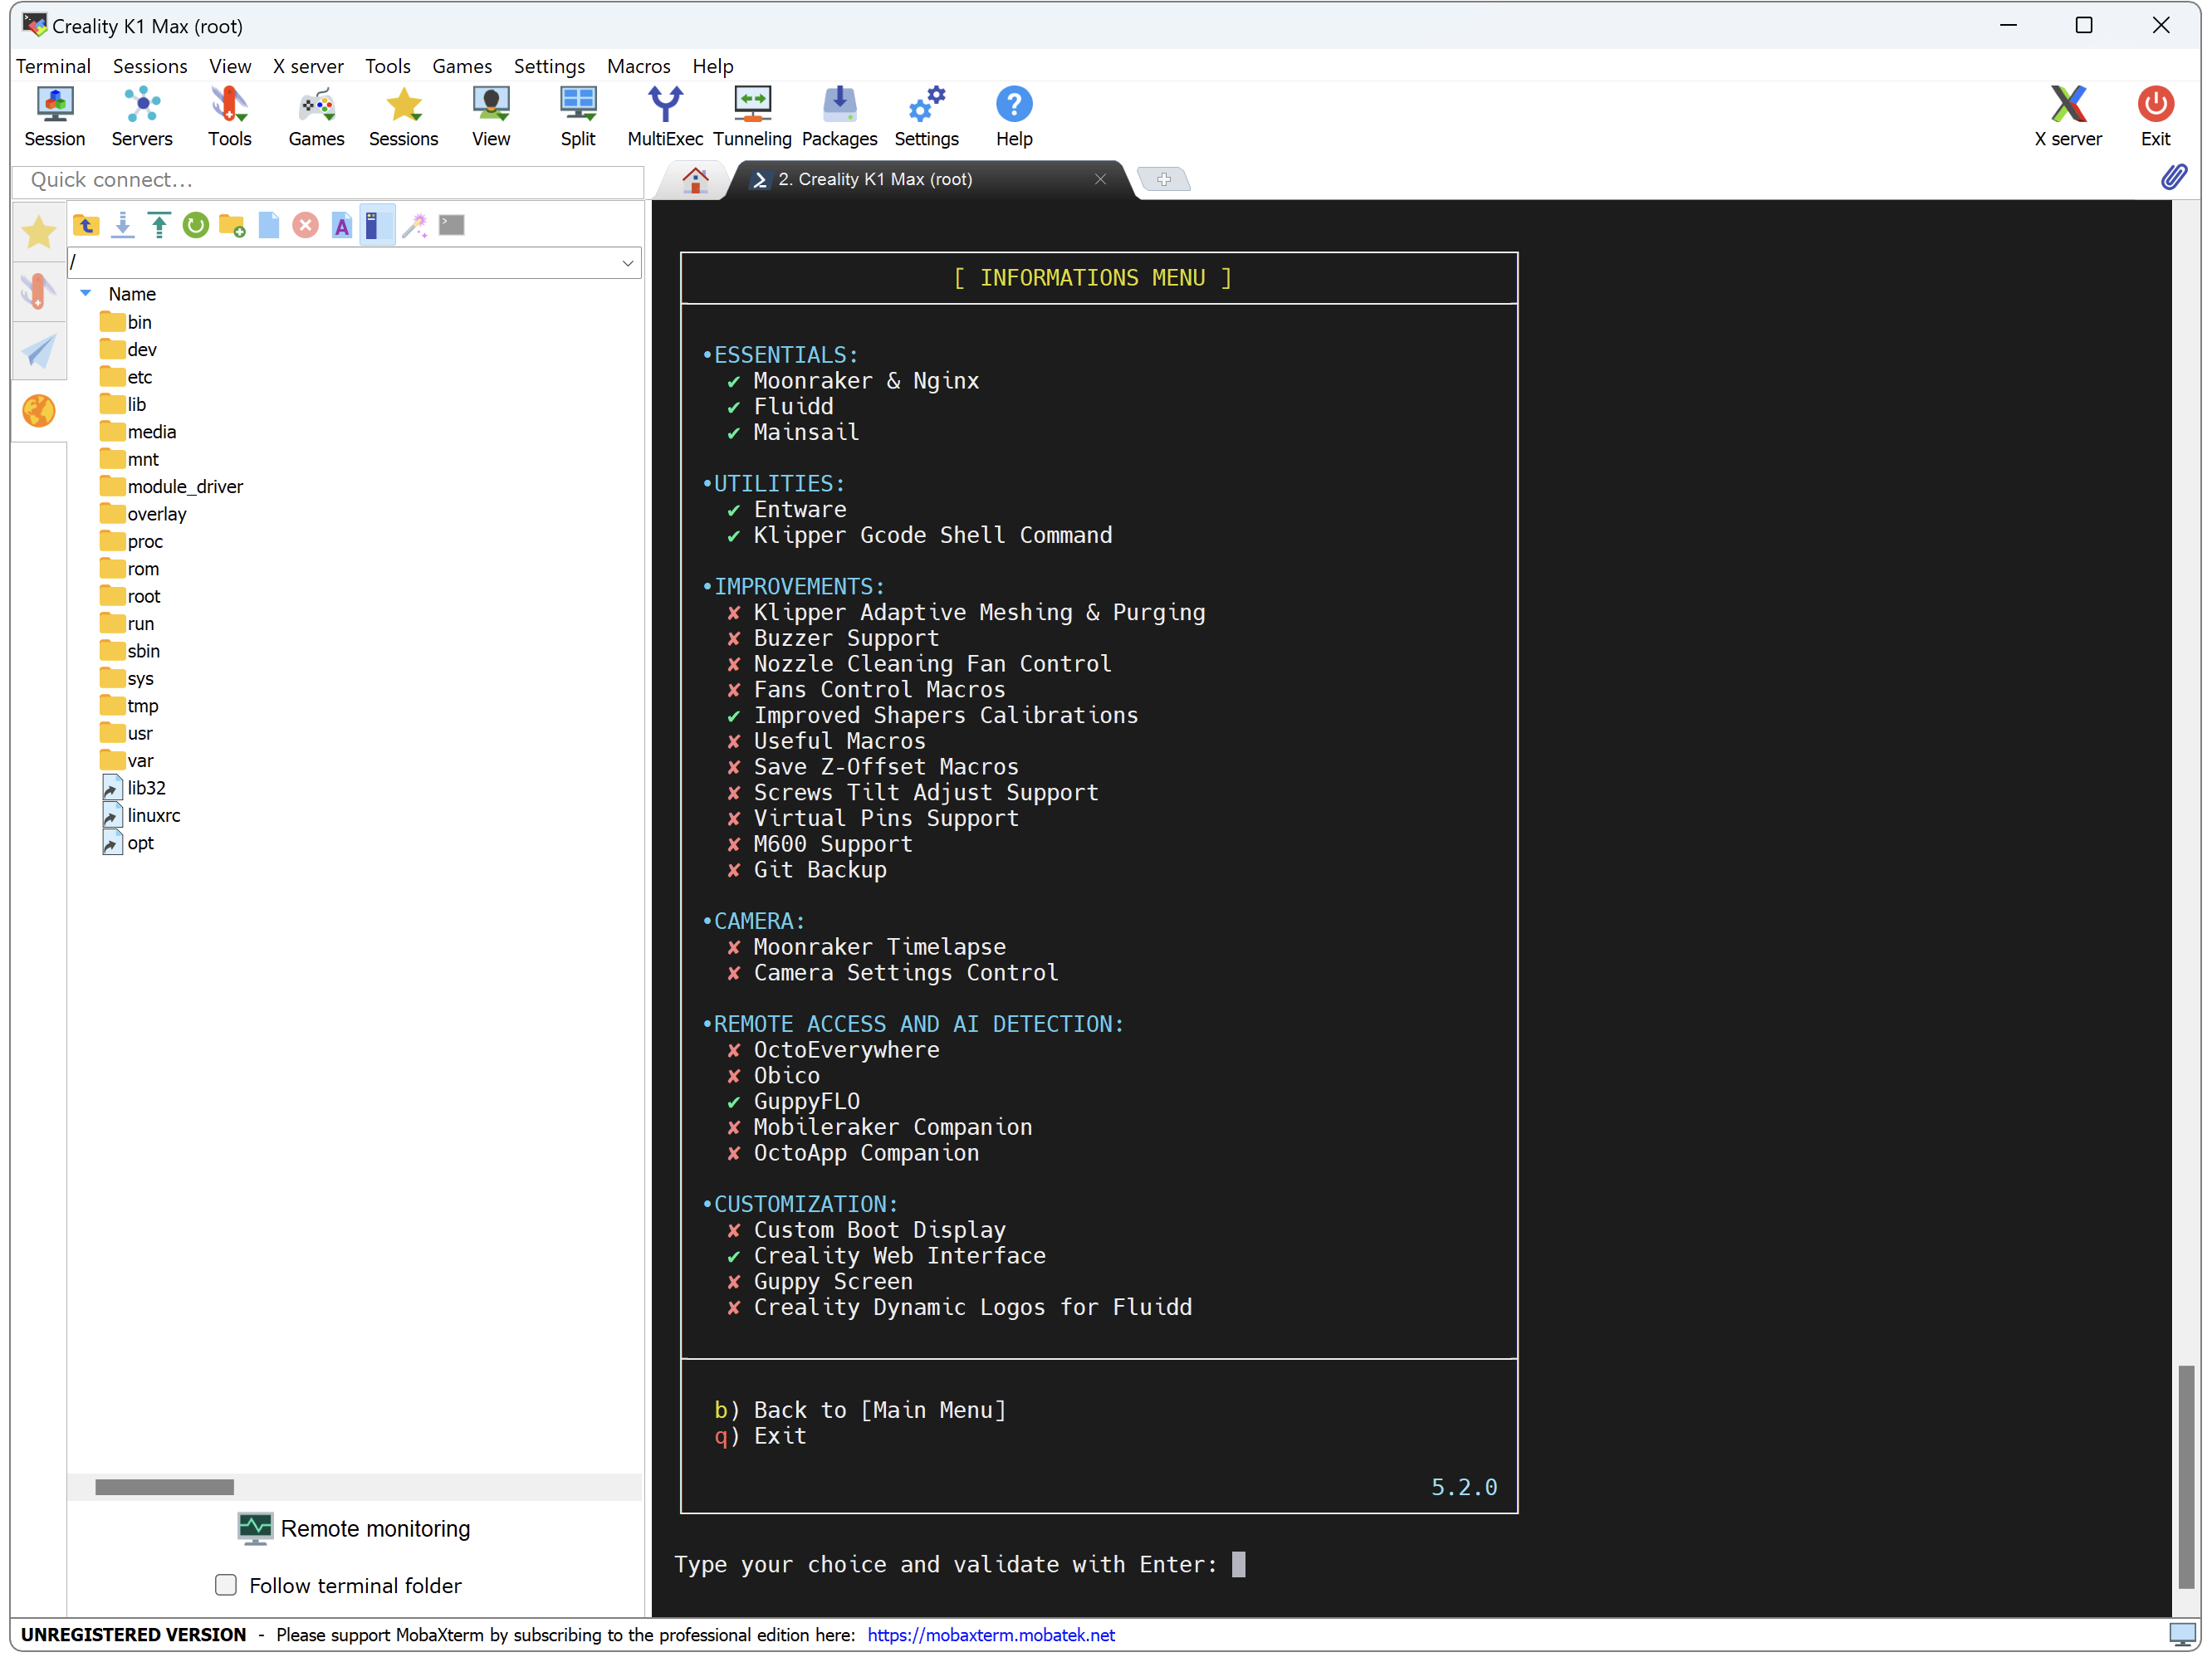 Creality K1 Max (root)
Terminal Sessions View X server Tools Games Settings Macros Help
Session Servers Tools Games Sessions View Split MultiExec Tunneling Packages Settings Help X server Exit
Quick connect...
2. Creality K1 Max (root)
/
Name
bin
dev
etc
lib
media
mnt
module_driver
overlay
proc
rom
root
run
sbin
sys
tmp
usr
var
lib32
linuxrc
opt
Remote monitoring
Follow terminal folder
[ INFORMATIONS MENU ]
•ESSENTIALS:
✔ Moonraker & Nginx
✔ Fluidd
✔ Mainsail
•UTILITIES:
✔ Entware
✔ Klipper Gcode Shell Command
•IMPROVEMENTS:
✘ Klipper Adaptive Meshing & Purging
✘ Buzzer Support
✘ Nozzle Cleaning Fan Control
✘ Fans Control Macros
✔ Improved Shapers Calibrations
✘ Useful Macros
✘ Save Z-Offset Macros
✘ Screws Tilt Adjust Support
✘ Virtual Pins Support
✘ M600 Support
✘ Git Backup
•CAMERA:
✘ Moonraker Timelapse
✘ Camera Settings Control
•REMOTE ACCESS AND AI DETECTION:
✘ OctoEverywhere
✘ Obico
✔ GuppyFLO
✘ Mobileraker Companion
✘ OctoApp Companion
•CUSTOMIZATION:
✘ Custom Boot Display
✔ Creality Web Interface
✘ Guppy Screen
✘ Creality Dynamic Logos for Fluidd
b) Back to [Main Menu]
q) Exit
5.2.0
Type your choice and validate with Enter:
UNREGISTERED VERSION - Please support MobaXterm by subscribing to the professional edition here: https://mobaxterm.mobatek.net